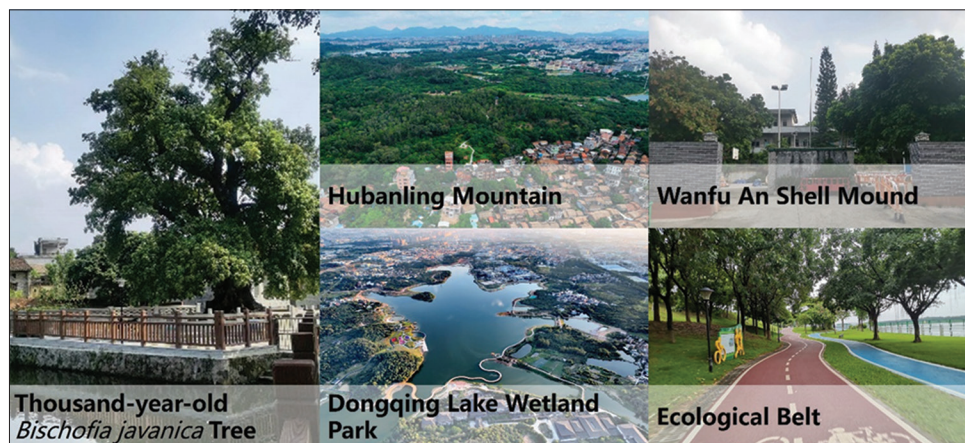 Thousand-year-old
Bischofia javanica Tree
Hubanling Mountain
Dongqing Lake Wetland
Park
Wanfu An Shell Mound
Ecological Belt